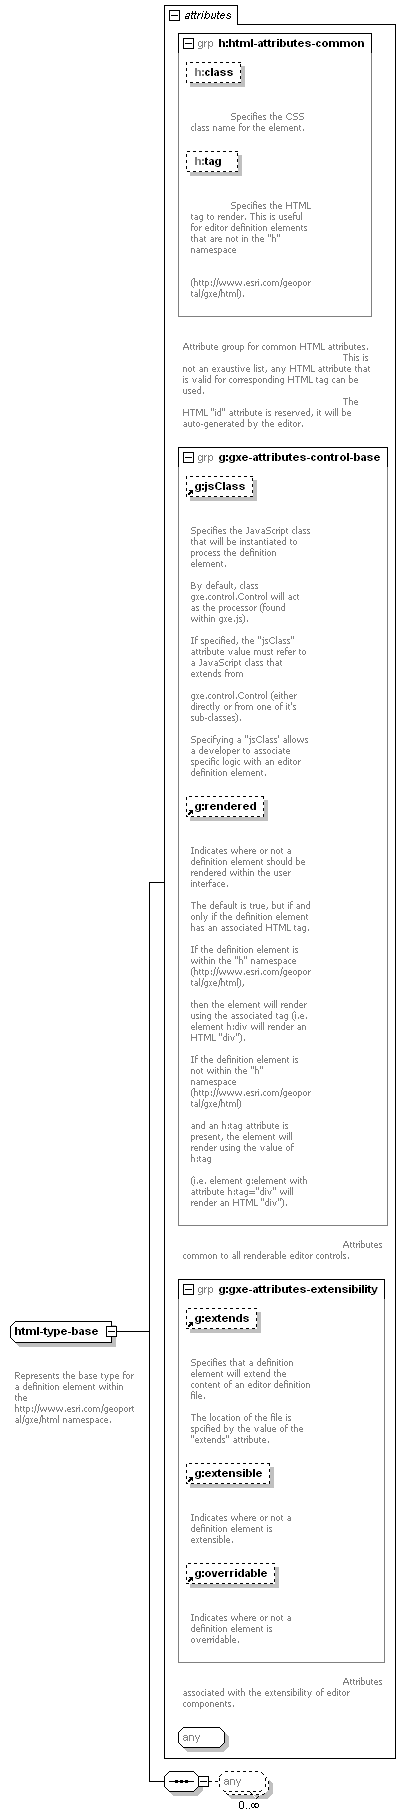 attributes
grp h:html-attributes-common
h:class
Specifies the CSS
class name for the element.
h:tag
Specifies the HTML
tag to render. This is useful
for editor definition elements
that are not in the "h"
namespace
(http://www.esri.com/geopor
tal/gxe/html).
Attribute group for common HTML attributes.
This is
not an exaustive list, any HTML attribute that
is valid for corresponding HTML tag can be
used.
The
HTML "id" attribute is reserved, it will be
auto-generated by the editor.
grp g:gxe-attributes-control-base
g:jsClass
Specifies the JavaScript class
that will be instantiated to
process the definition
element.
By default, class
gxe.control.Control will act
as the processor (found
within gxe.js).
If specified, the "jsClass"
attribute value must refer to
a JavaScript class that
extends from
gxe.control.Control (either
directly or from one of it's
sub-classes).
Specifying a "jsClass' allows
a developer to associate
specific logic with an editor
definition element.
g:rendered
Indicates where or not a
definition element should be
rendered within the user
interface.
The default is true, but if and
only if the definition element
has an associated HTML tag.
If the definition element is
within the "h" namespace
(http://www.esri.com/geopor
tal/gxe/html),
then the element will render
using the associated tag (i.e.
element h:div will render an
HTML "div").
If the definition element is
not within the "h"
namespace
(http://www.esri.com/geopor
tal/gxe/html)
and an h:tag attribute is
present, the element will
render using the value of
h:tag
(i.e. element g:element with
attribute h:tag="div" will
render an HTML "div").
Attributes
common to all renderable editor controls.
grp g:gxe-attributes-extensibility
g:extends
Specifies that a definition
element will extend the
content of an editor definition
file.
The location of the file is
spcified by the value of the
"extends" attribute.
g:extensible
Indicates where or not a
definition element is
extensible.
g:overridable
Indicates where or not a
definition element is
overridable.
Attributes
associated with the extensibility of editor
components.
any
html-type-base
Represents the base type for
a definition element within
the
http://www.esri.com/geoport
al/gxe/html namespace.
any
0..∞